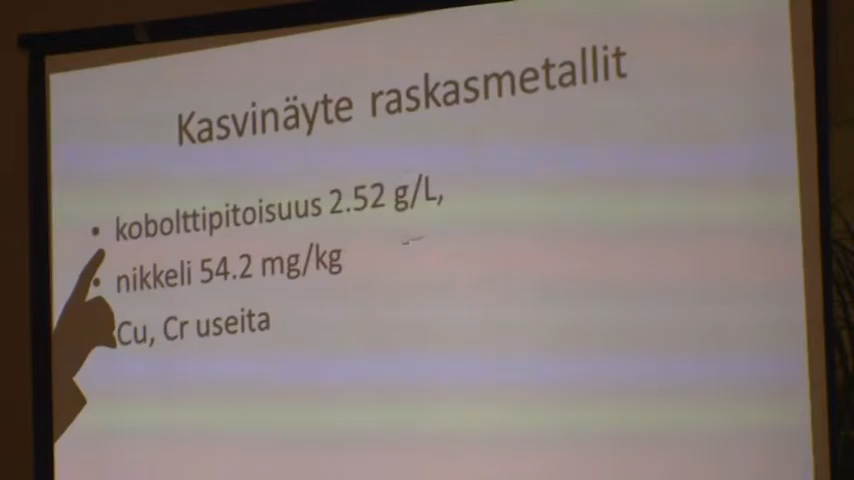 Kasvinäyte raskasmetallit
• kobolttipitoisuus 2.52 g/L,
• nikkeli 54.2 mg/kg
Cu, Cr useita